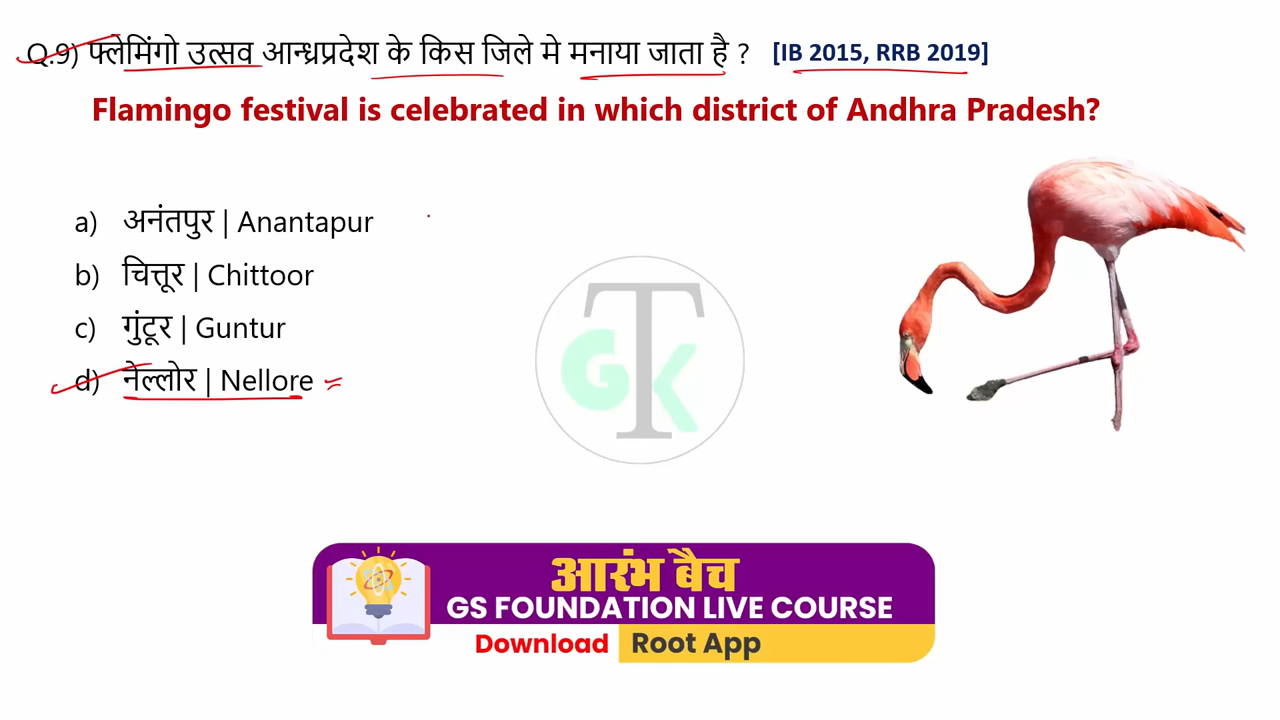 Q.9) फ्लेमिंगो उत्सव आन्ध्रप्रदेश के किस जिले मे मनाया जाता है ? [IB 2015, RRB 2019]
Flamingo festival is celebrated in which district of Andhra Pradesh?
a) अनंतपुर | Anantapur
b) चित्तूर | Chittoor
c) गुंटूर | Guntur
d) नेल्लोर | Nellore
T
GK
आरंभ बैच
GS FOUNDATION LIVE COURSE
Download Root App